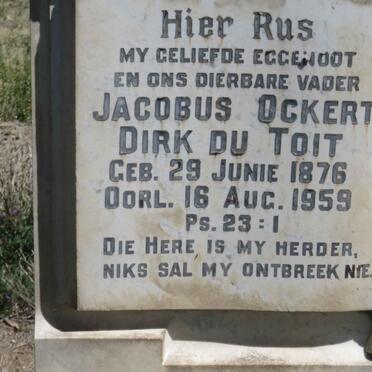 Hier Rus
MY GELIEFDE EGGENOOT
EN ONS DIERBARE VADER
JACOBUS OCKERT
DIRK DU TOIT
GEB. 29 JUNIE 1876
OORL. 16 AUG. 1959
PS. 23:1
DIE HERE IS MY HERDER,
NIKS SAL MY ONTBREEK NIE.